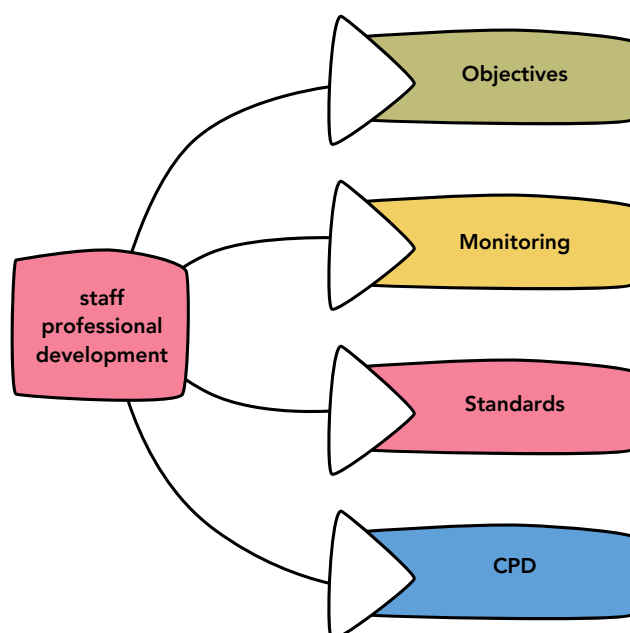 Objectives
Monitoring
staff
professional
development
Standards
CPD